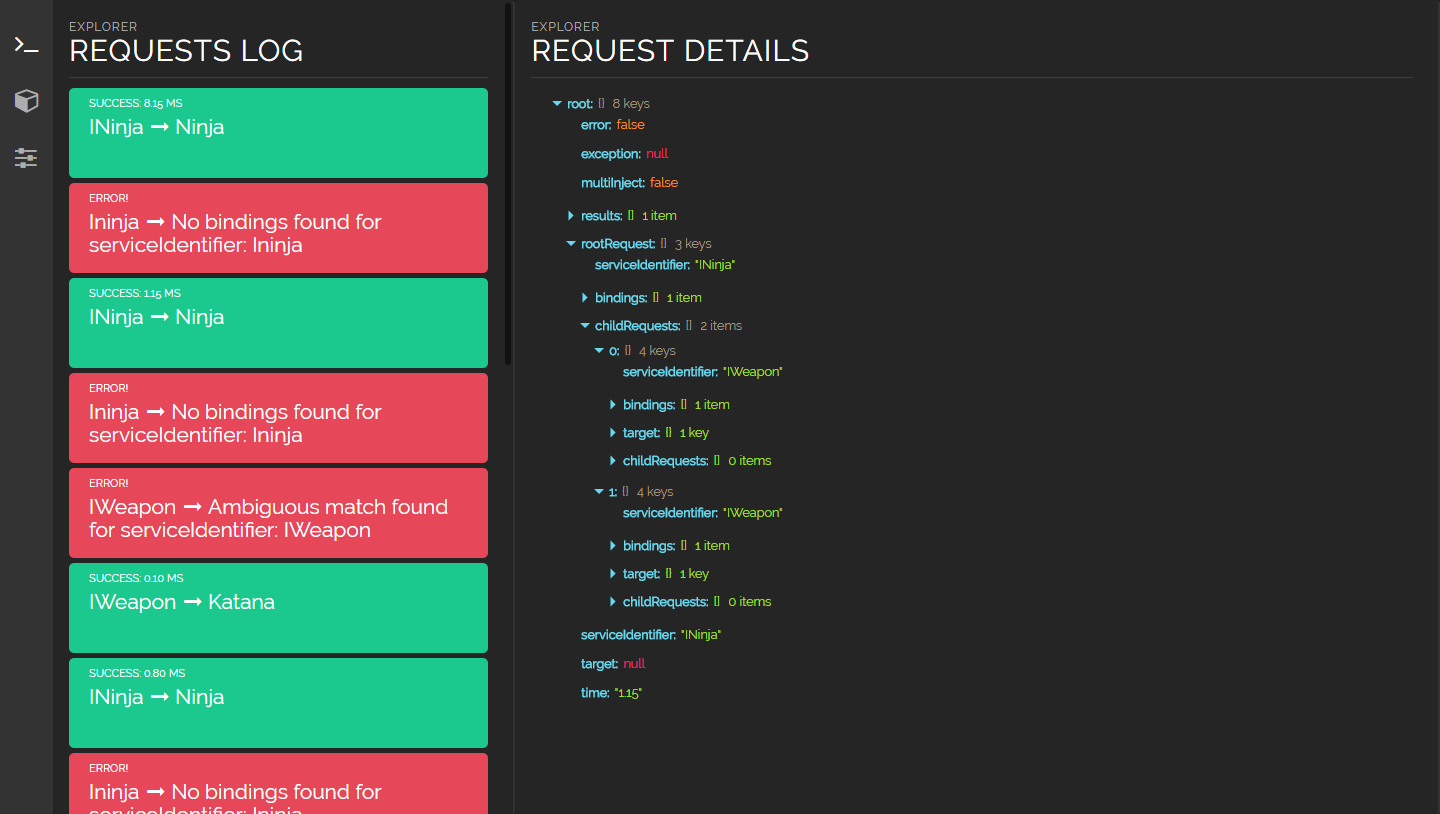 EXPLORER
REQUESTS LOG
SUCCESS: 8.15 MS
INinja → Ninja
ERROR!
Ininja → No bindings found for
serviceIdentifier: Ininja
SUCCESS: 1.15 MS
INinja → Ninja
ERROR!
Ininja → No bindings found for
serviceIdentifier: Ininja
ERROR!
IWeapon → Ambiguous match found
for serviceIdentifier: IWeapon
SUCCESS: 0.10 MS
IWeapon → Katana
SUCCESS: 0.80 MS
INinja → Ninja
ERROR!
Ininja → No bindings found for
serviceIdentifier: Ininja
EXPLORER
REQUEST DETAILS
root: {} 8 keys
error: false
exception: null
multiInject: false
results: [] 1 item
rootRequest: {} 3 keys
serviceIdentifier: "INinja"
bindings: [] 1 item
childRequests: [] 2 items
0: {} 4 keys
serviceIdentifier: "IWeapon"
bindings: [] 1 item
target: {} 1 key
childRequests: [] 0 items
1: {} 4 keys
serviceIdentifier: "IWeapon"
bindings: [] 1 item
target: {} 1 key
childRequests: [] 0 items
serviceIdentifier: "INinja"
target: null
time: "1.15"